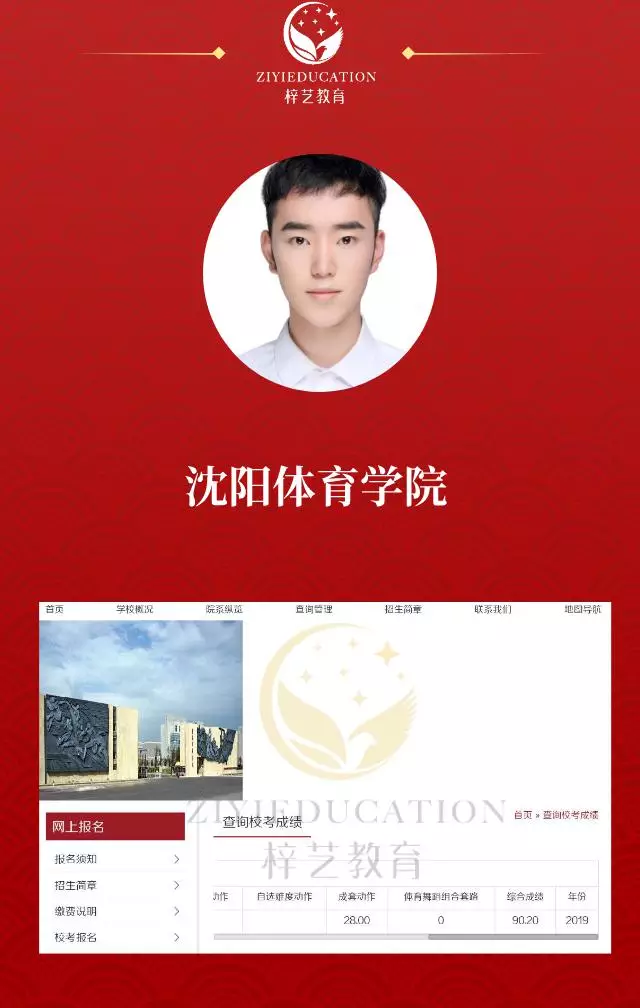 ZIYIEDUCATION
梓艺教育
沈阳体育学院
首页 学校概况 院系纵览 查询管理 招生简章 联系我们 地图导航
ZIYIEDUCATION
梓艺教育
网上报名
查询校考成绩
首页 » 查询校考成绩
报名须知
招生简章
缴费说明
校考报名
动作 自选难度动作 成套动作 体育舞蹈组合套路 综合成绩 年份
28.00 0 90.20 2019